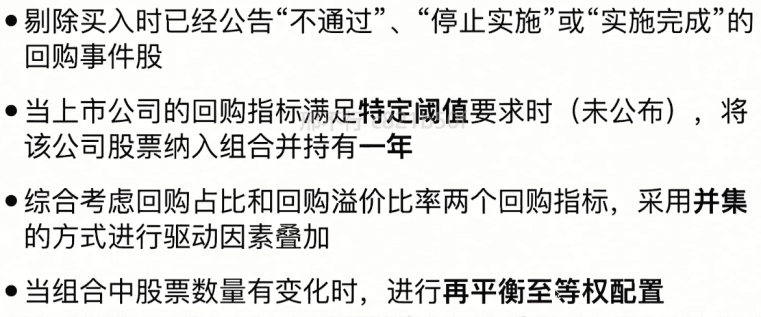 •剔除买入时已经公告“不通过”、“停止实施”或“实施完成”的
回购事件股
•当上市公司的回购指标满足特定阈值要求时（未公布），将
该公司股票纳入组合并持有一年
•综合考虑回购占比和回购溢价比率两个回购指标，采用并集
的方式进行驱动因素叠加
•当组合中股票数量有变化时，进行再平衡至等权配置